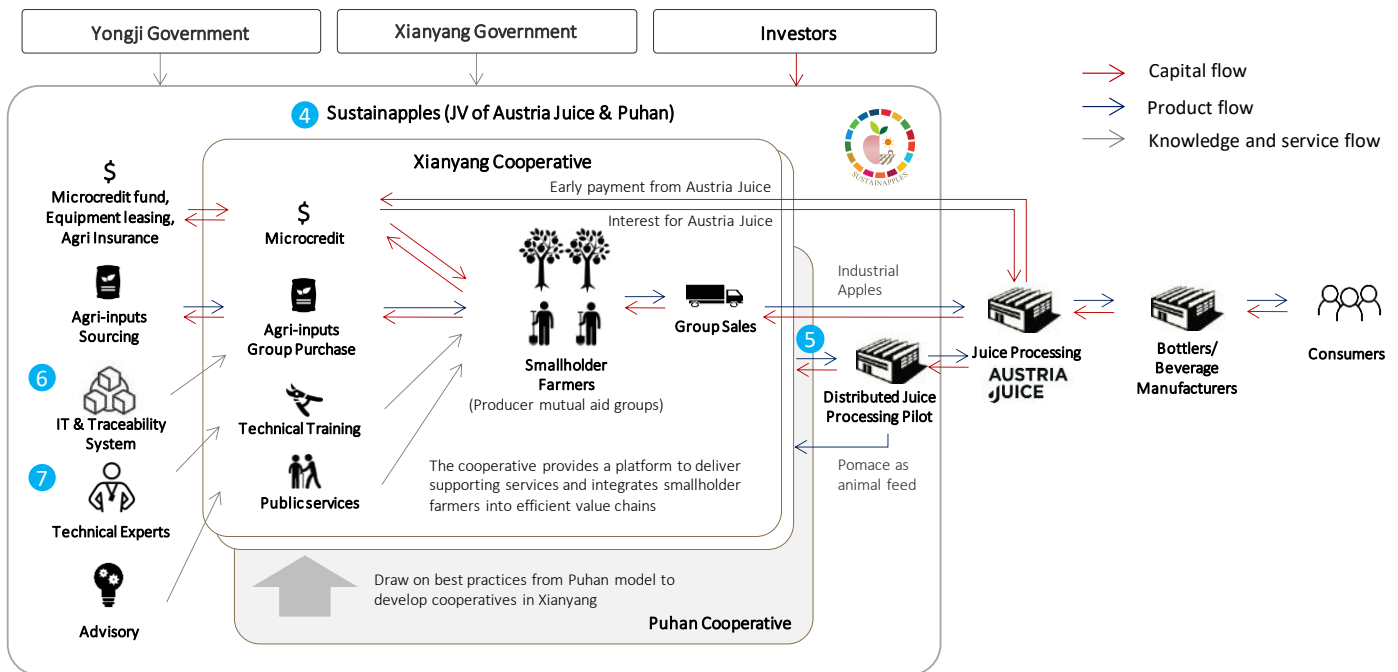 Yongji Government
Xianyang Government
Investors
Capital flow
Product flow
Knowledge and service flow
4
Sustainapples (JV of Austria Juice & Puhan)
SUSTAINAPPLES
Xianyang Cooperative
$
Microcredit fund,
Equipment leasing,
Agri Insurance
$
Microcredit
Early payment from Austria Juice
Interest for Austria Juice
Agri-inputs
Sourcing
Agri-inputs
Group Purchase
Smallholder
Farmers
(Producer mutual aid groups)
Group Sales
Industrial
Apples
5
Distributed Juice
Processing Pilot
Juice Processing
AUSTRIA
JUICE
Bottlers/
Beverage
Manufacturers
Consumers
6
IT & Traceability
System
Technical Training
7
Technical Experts
Public services
The cooperative provides a platform to deliver
supporting services and integrates smallholder
farmers into efficient value chains
Pomace as
animal feed
Advisory
Draw on best practices from Puhan model to
develop cooperatives in Xianyang
Puhan Cooperative